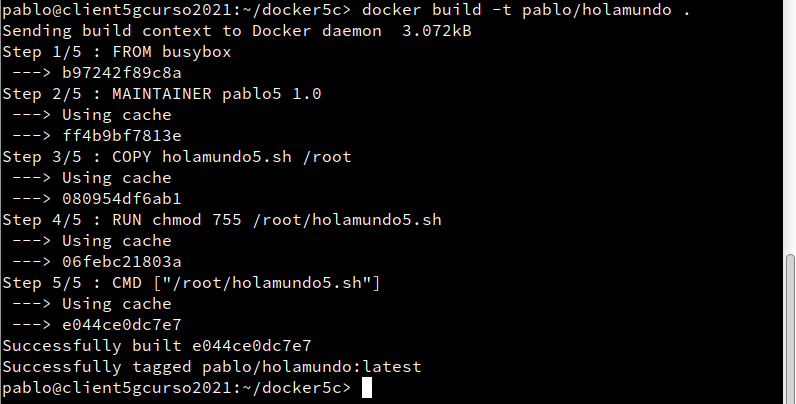 pablo@client5gcurso2021:~/docker5c> docker build -t pablo/holamundo .
Sending build context to Docker daemon  3.072kB
Step 1/5 : FROM busybox
 ---> b97242f89c8a
Step 2/5 : MAINTAINER pablo5 1.0
 ---> Using cache
 ---> ff4b9bf7813e
Step 3/5 : COPY holamundo5.sh /root
 ---> Using cache
 ---> 080954df6ab1
Step 4/5 : RUN chmod 755 /root/holamundo5.sh
 ---> Using cache
 ---> 06febc21803a
Step 5/5 : CMD ["/root/holamundo5.sh"]
 ---> Using cache
 ---> e044ce0dc7e7
Successfully built e044ce0dc7e7
Successfully tagged pablo/holamundo:latest
pablo@client5gcurso2021:~/docker5c>